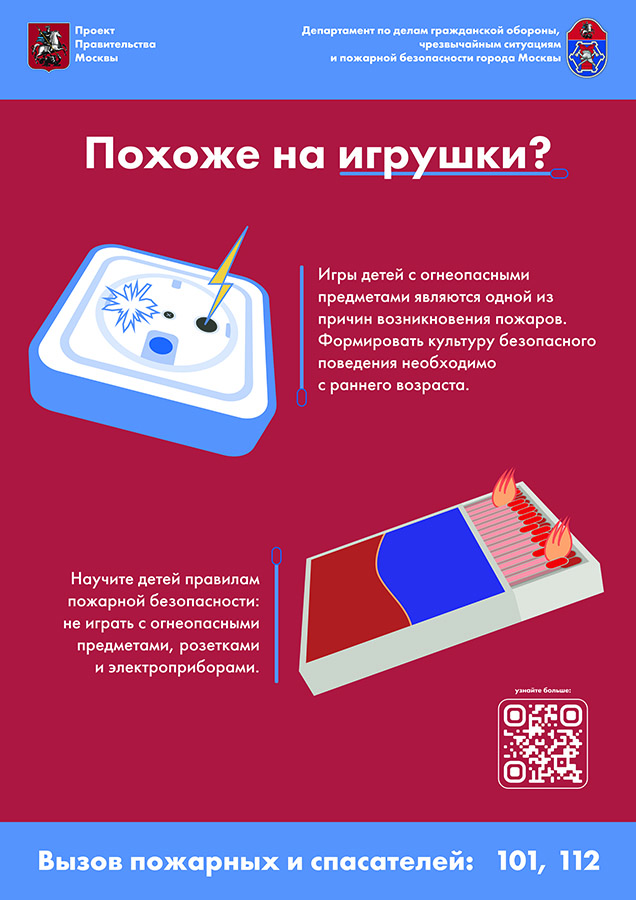 Проект
Правительства
Москвы
Департамент по делам гражданской обороны,
чрезвычайным ситуациям
и пожарной безопасности города Москвы
Похоже на игрушки?
Игры детей с огнеопасными
предметами являются одной из
причин возникновения пожаров.
Формировать культуру безопасного
поведения необходимо
с раннего возраста.
Научите детей правилам
пожарной безопасности:
не играть с огнеопасными
предметами, розетками
и электроприборами.
узнайте больше:
Вызов пожарных и спасателей: 101, 112